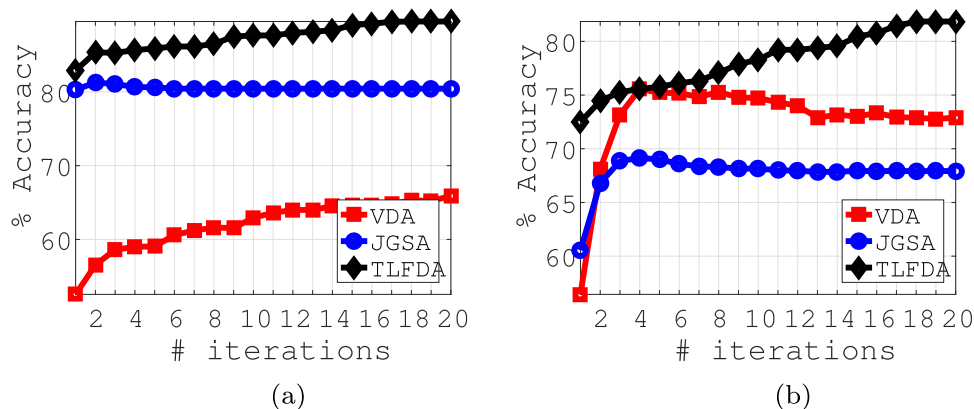 % Accuracy
80
70
60
VDA
JGSA
TLFDA
2 4 6 8 10 12 14 16 18 20
# iterations
(a)
% Accuracy
80
75
70
65
60
VDA
JGSA
TLFDA
2 4 6 8 10 12 14 16 18 20
# iterations
(b)